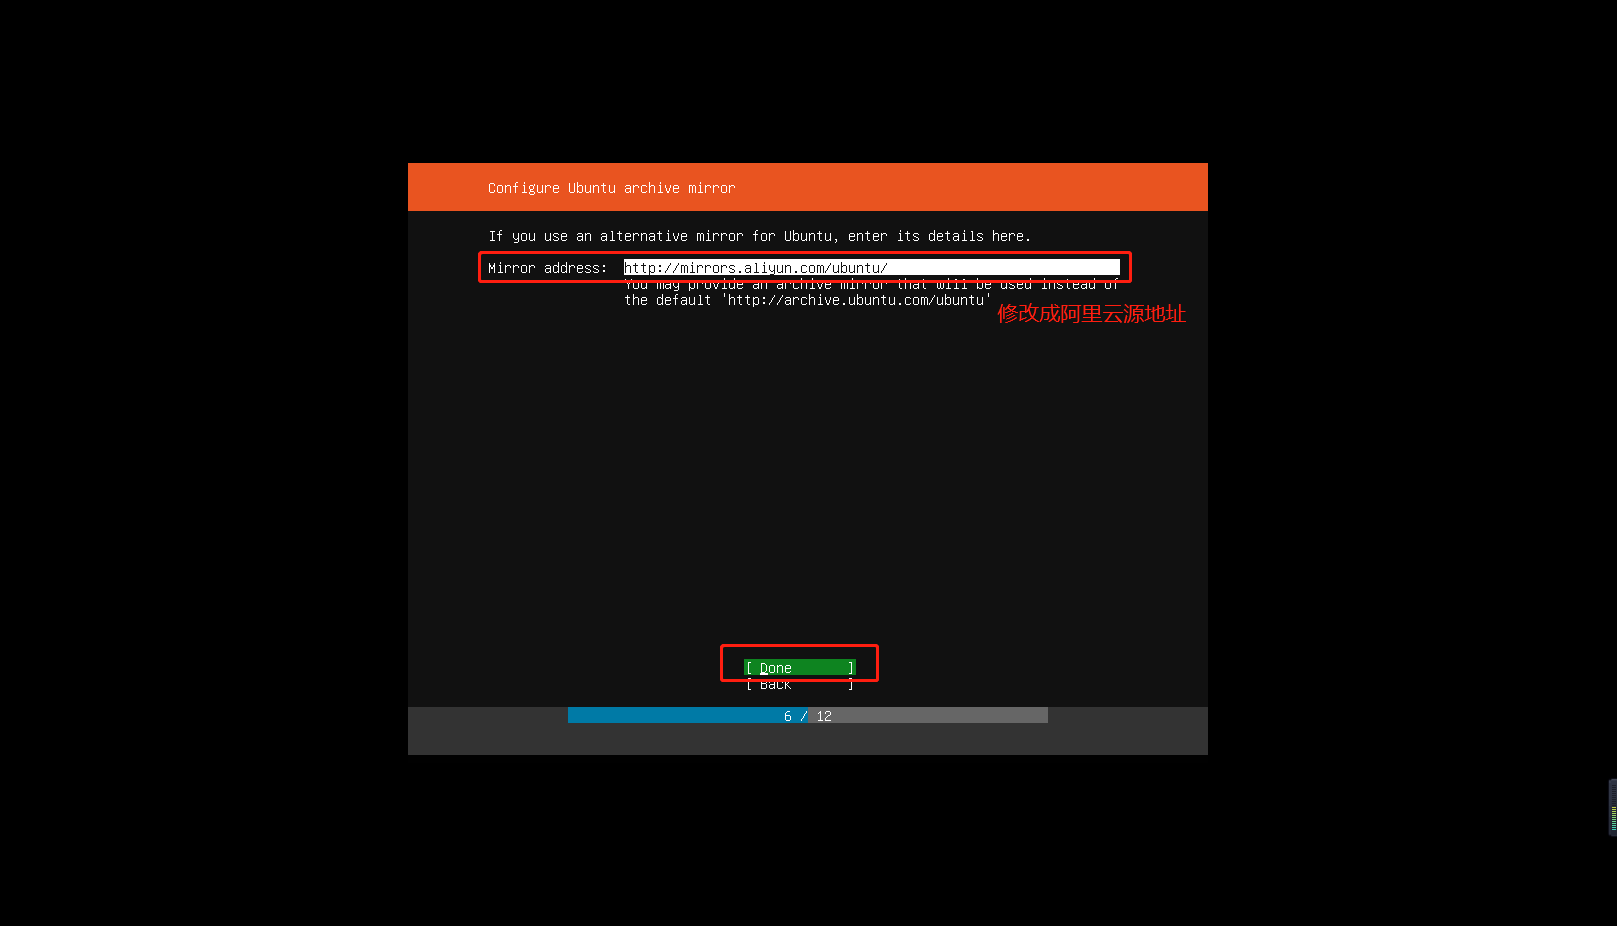 Configure Ubuntu archive mirror
If you use an alternative mirror for Ubuntu, enter its details here.
Mirror address: http://mirrors.aliyun.com/ubuntu/
You may provide an archive mirror that will be used instead of
the default 'http://archive.ubuntu.com/ubuntu'
修改成阿里云源地址
[ Done ]
[ Back ]
6 / 12